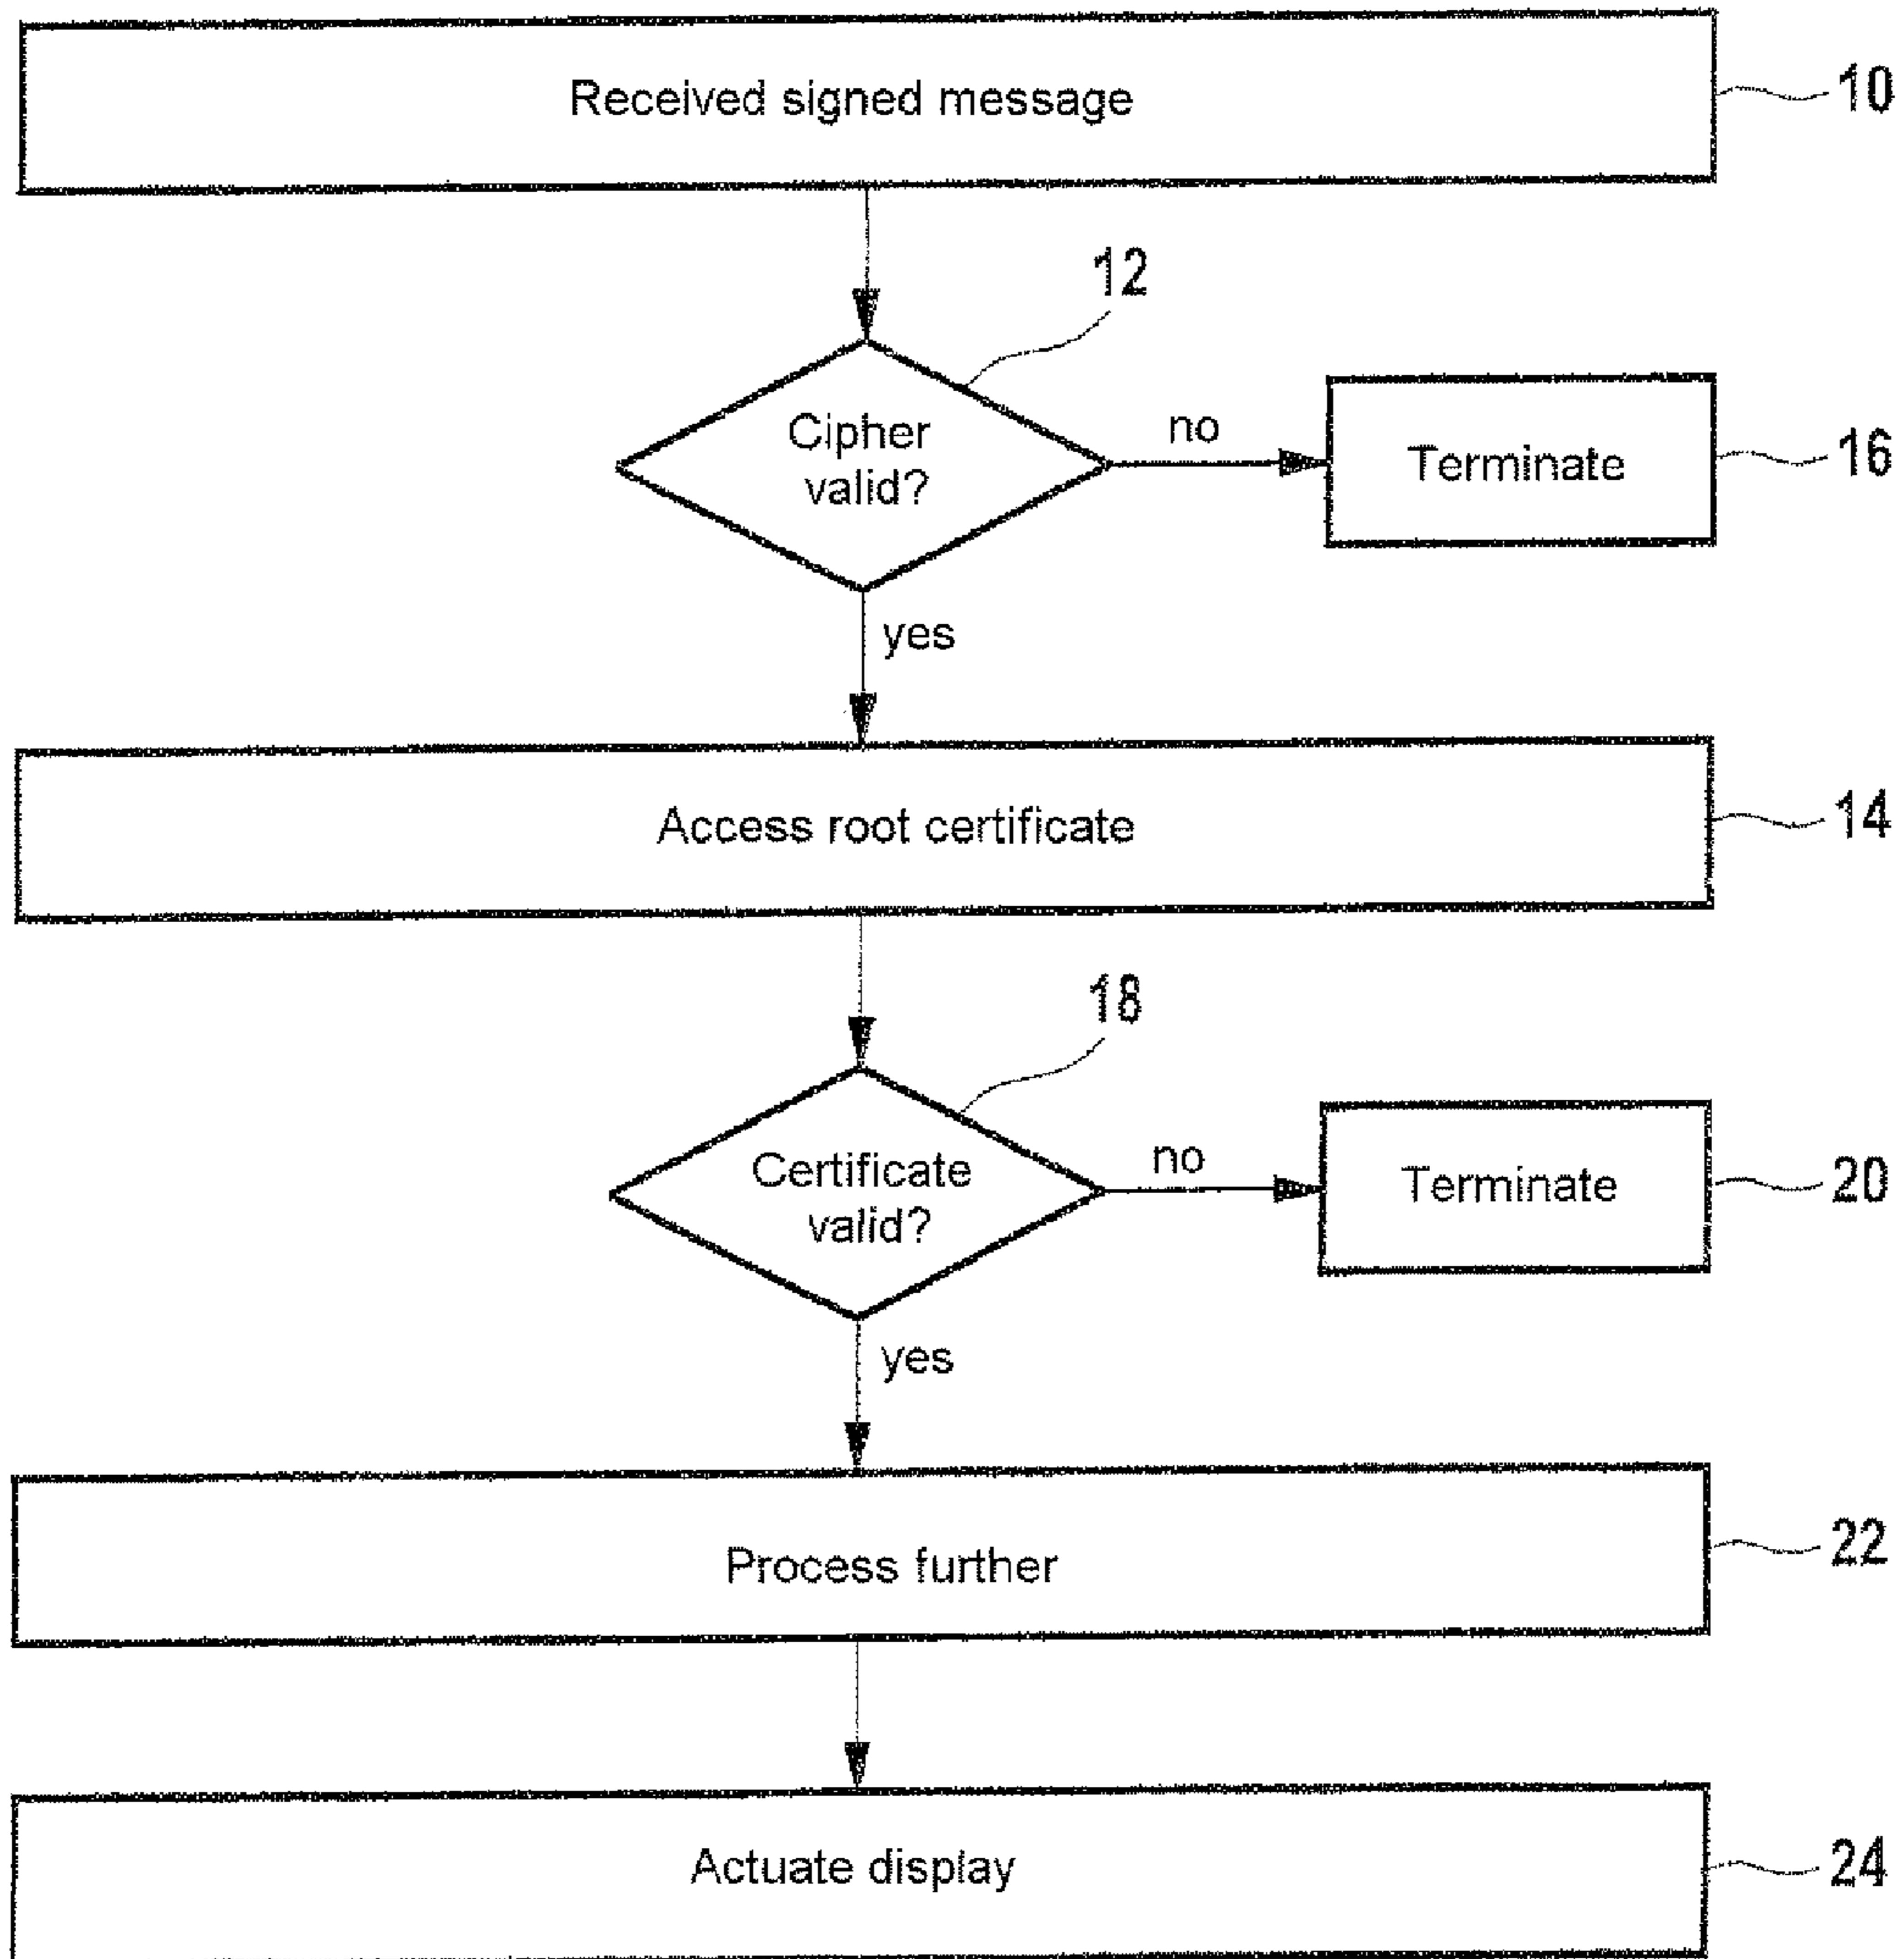 Received signed message
10
12
Cipher
valid?
no
Terminate
16
yes
Access root certificate
14
18
Certificate
valid?
no
Terminate
20
yes
Process further
22
Actuate display
24